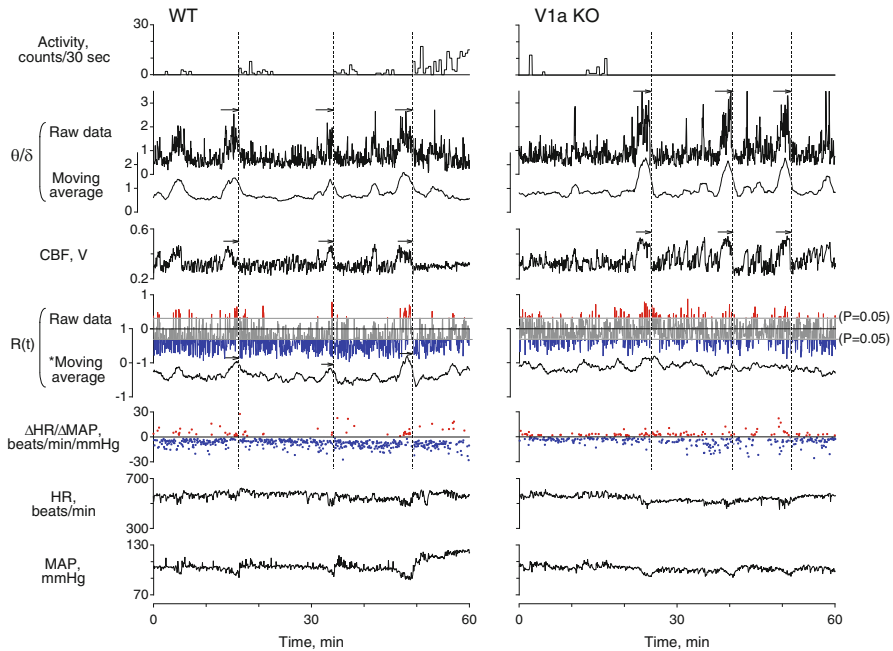 WT
V1a KO
Activity,
counts/30 sec
30
15
0
θ/δ
Raw data
Moving
average
3
2
1
2
1
0
1
0
CBF, V
0.6
0.2
R(t)
Raw data
*Moving
average
1
1 0
0 -1
-1
(P=0.05)
(P=0.05)
ΔHR/ΔMAP,
beats/min/mmHg
30
0
-30
HR,
beats/min
700
300
MAP,
mmHg
130
70
0
30
60
0
30
60
Time, min
Time, min